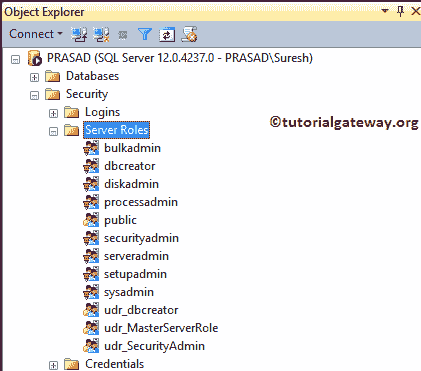 Object Explorer
Connect
PRASAD (SQL Server 12.0.4237.0 - PRASAD\Suresh)
Databases
Security
Logins
©tutorialgateway.org
Server Roles
bulkadmin
dbcreator
diskadmin
processadmin
public
securityadmin
serveradmin
setupadmin
sysadmin
udr_dbcreator
udr_MasterServerRole
udr_SecurityAdmin
Credentials